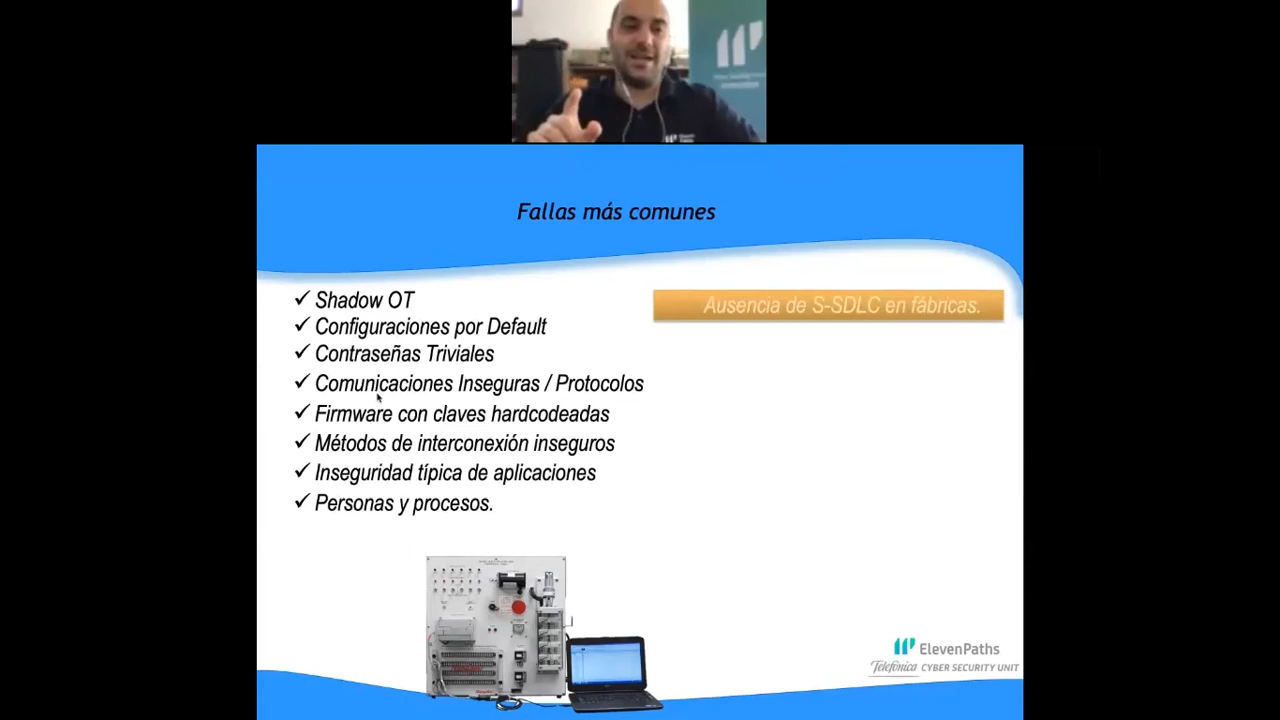 Fallas más comunes
Shadow OT
Configuraciones por Default
Contraseñas Triviales
Comunicaciones Inseguras / Protocolos
Firmware con claves hardcodeadas
Métodos de interconexión inseguros
Inseguridad típica de aplicaciones
Personas y procesos.
Ausencia de S-SDLC en fábricas.
ElevenPaths
Telefónica CYBER SECURITY UNIT